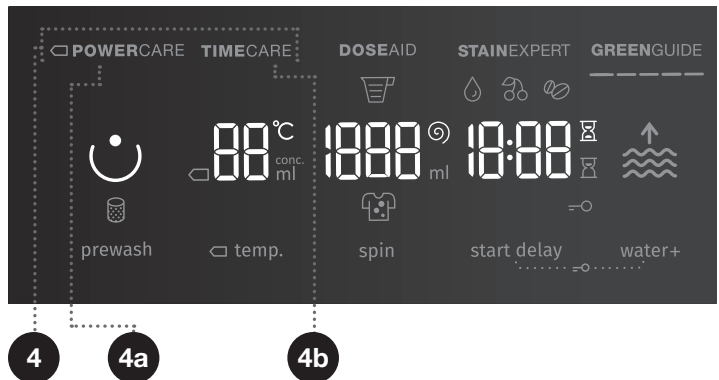 POWERCARE TIMECARE DOSEAID STAINEXPERT GREENGUIDE
88 °C conc. ml 1888 ml 18:88
prewash temp. spin start delay water+
4 4a 4b